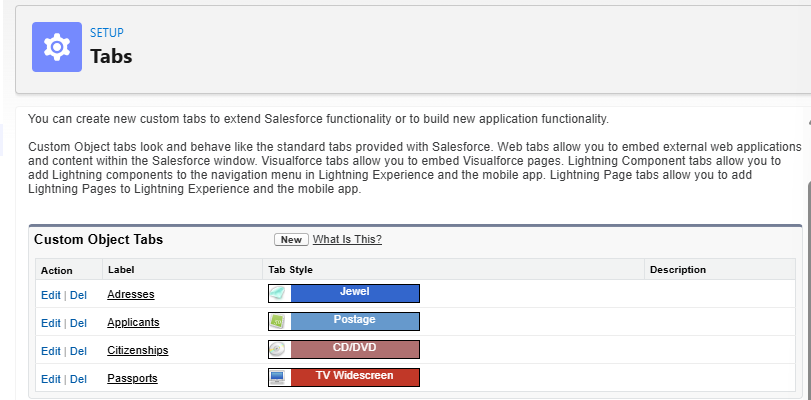 SETUP
Tabs
You can create new custom tabs to extend Salesforce functionality or to build new application functionality.
Custom Object tabs look and behave like the standard tabs provided with Salesforce. Web tabs allow you to embed external web applications
and content within the Salesforce window. Visualforce tabs allow you to embed Visualforce pages. Lightning Component tabs allow you to
add Lightning components to the navigation menu in Lightning Experience and the mobile app. Lightning Page tabs allow you to add
Lightning Pages to Lightning Experience and the mobile app.
Custom Object Tabs New What Is This?
Action Label Tab Style Description
Edit | Del Adresses Jewel
Edit | Del Applicants Postage
Edit | Del Citizenships CD/DVD
Edit | Del Passports TV Widescreen